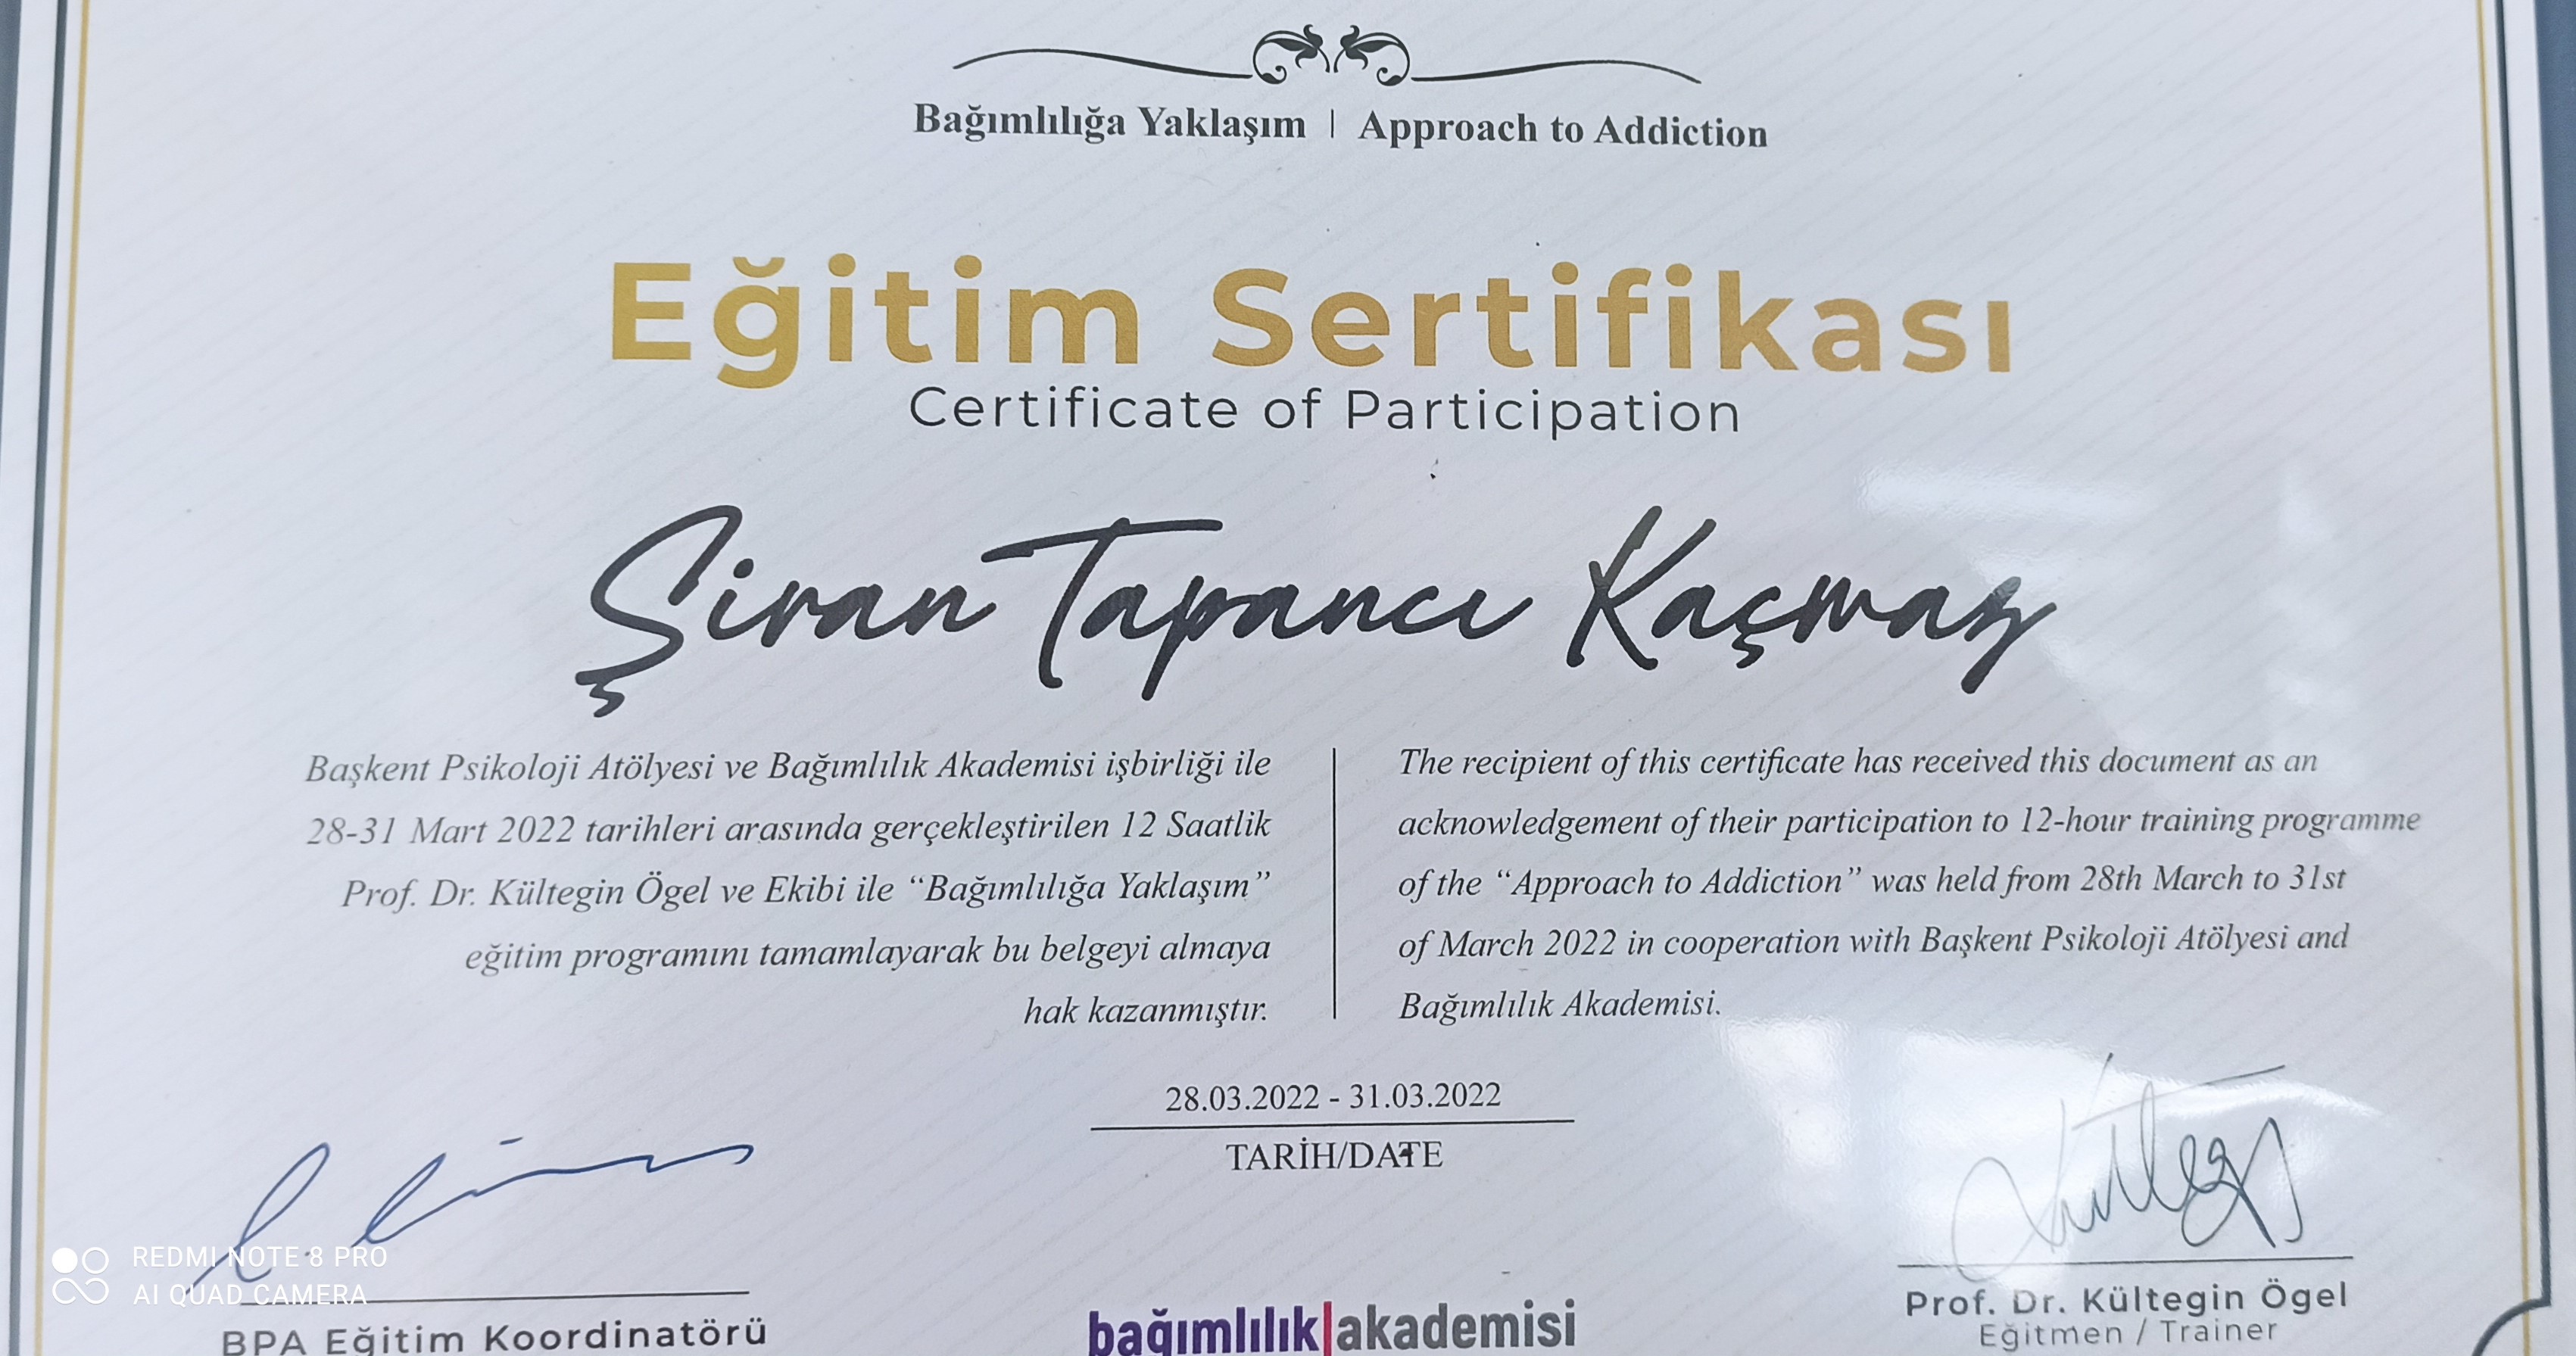 Bağımlılığa Yaklaşım | Approach to Addiction
Eğitim Sertifikası
Certificate of Participation
Şivan Tapancı Kaçmaz
Başkent Psikoloji Atölyesi ve Bağımlılık Akademisi işbirliği ile
28-31 Mart 2022 tarihleri arasında gerçekleştirilen 12 Saatlik
Prof. Dr. Kültegin Ögel ve Ekibi ile “Bağımlılığa Yaklaşım”
eğitim programını tamamlayarak bu belgeyi almaya
hak kazanmıştır.
The recipient of this certificate has received this document as an
acknowledgement of their participation to 12-hour training programme
of the “Approach to Addiction” was held from 28th March to 31st
of March 2022 in cooperation with Başkent Psikoloji Atölyesi and
Bağımlılık Akademisi.
28.03.2022 - 31.03.2022
TARİH/DATE
REDMI NOTE 8 PRO
AI QUAD CAMERA
BPA Eğitim Koordinatörü
bağımlılık|akademisi
Prof. Dr. Kültegin Ögel
Eğitmen / Trainer